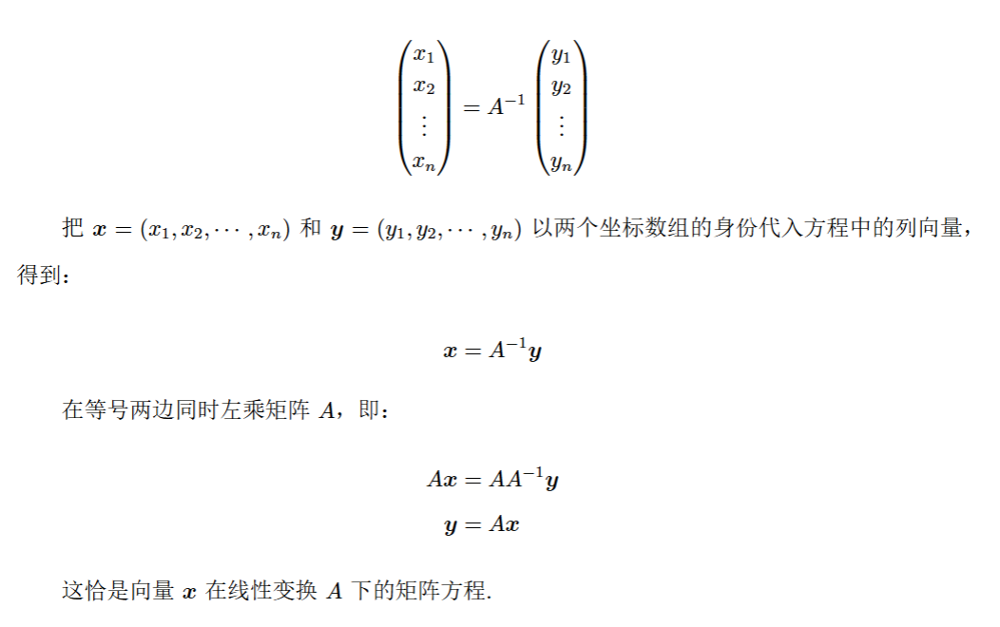 $$\begin{pmatrix} x_1 \\ x_2 \\ \vdots \\ x_n \end{pmatrix} = A^{-1} \begin{pmatrix} y_1 \\ y_2 \\ \vdots \\ y_n \end{pmatrix}$$
把 $\boldsymbol{x} = (x_1, x_2, \cdots, x_n)$ 和 $\boldsymbol{y} = (y_1, y_2, \cdots, y_n)$ 以两个坐标数组的身份代入方程中的列向量，
得到：
$$\boldsymbol{x} = A^{-1}\boldsymbol{y}$$
在等号两边同时左乘矩阵 $A$，即：
$$A\boldsymbol{x} = AA^{-1}\boldsymbol{y}$$
$$\boldsymbol{y} = A\boldsymbol{x}$$
这恰是向量 $\boldsymbol{x}$ 在线性变换 $A$ 下的矩阵方程.